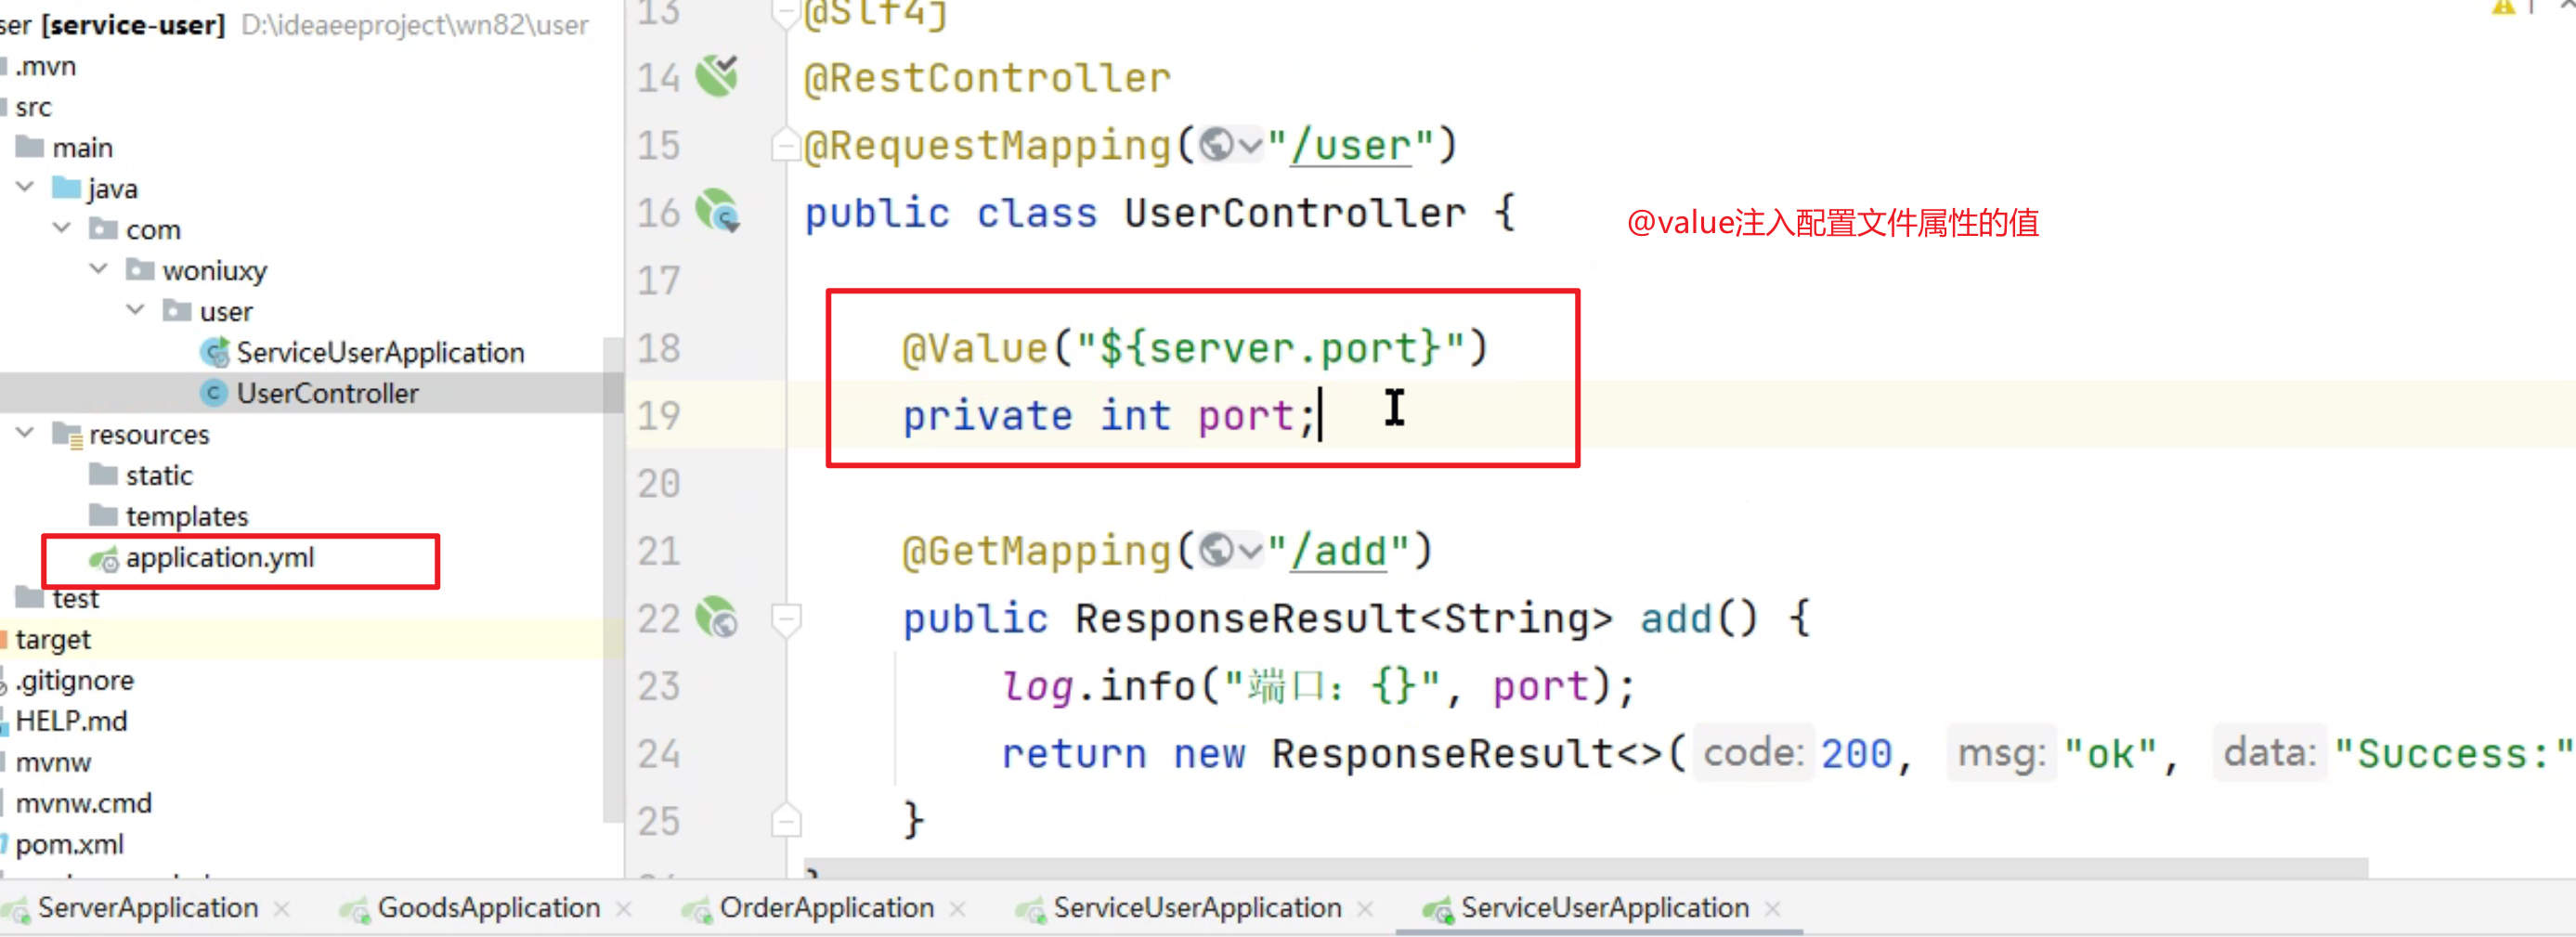 ser [service-user] D:\ideaeeproject\wn82\user
.mvn
src
main
java
com
woniuxy
user
ServiceUserApplication
UserController
resources
static
templates
application.yml
test
target
.gitignore
HELP.md
mvnw
mvnw.cmd
pom.xml
13 @Slf4j
14 @RestController
15 @RequestMapping("/user")
16 public class UserController {
@value注入配置文件属性的值
17
18 @Value("${server.port}")
19 private int port;
20
21 @GetMapping("/add")
22 public ResponseResult<String> add() {
23 log.info("端口: {}", port);
24 return new ResponseResult<>( code: 200, msg: "ok", data: "Success:"
25 }
ServerApplication × GoodsApplication × OrderApplication × ServiceUserApplication × ServiceUserApplication ×